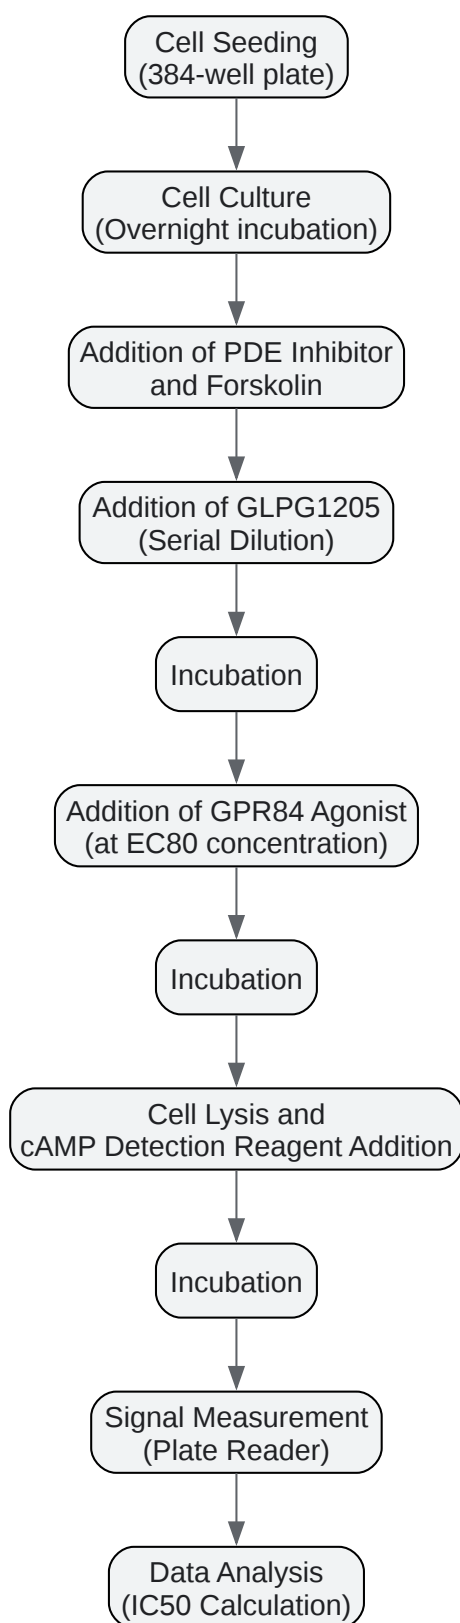 Cell Seeding
(384-well plate)
Cell Culture
(Overnight incubation)
Addition of PDE Inhibitor
and Forskolin
Addition of GLPG1205
(Serial Dilution)
Incubation
Addition of GPR84 Agonist
(at EC80 concentration)
Incubation
Cell Lysis and
cAMP Detection Reagent Addition
Incubation
Signal Measurement
(Plate Reader)
Data Analysis
(IC50 Calculation)